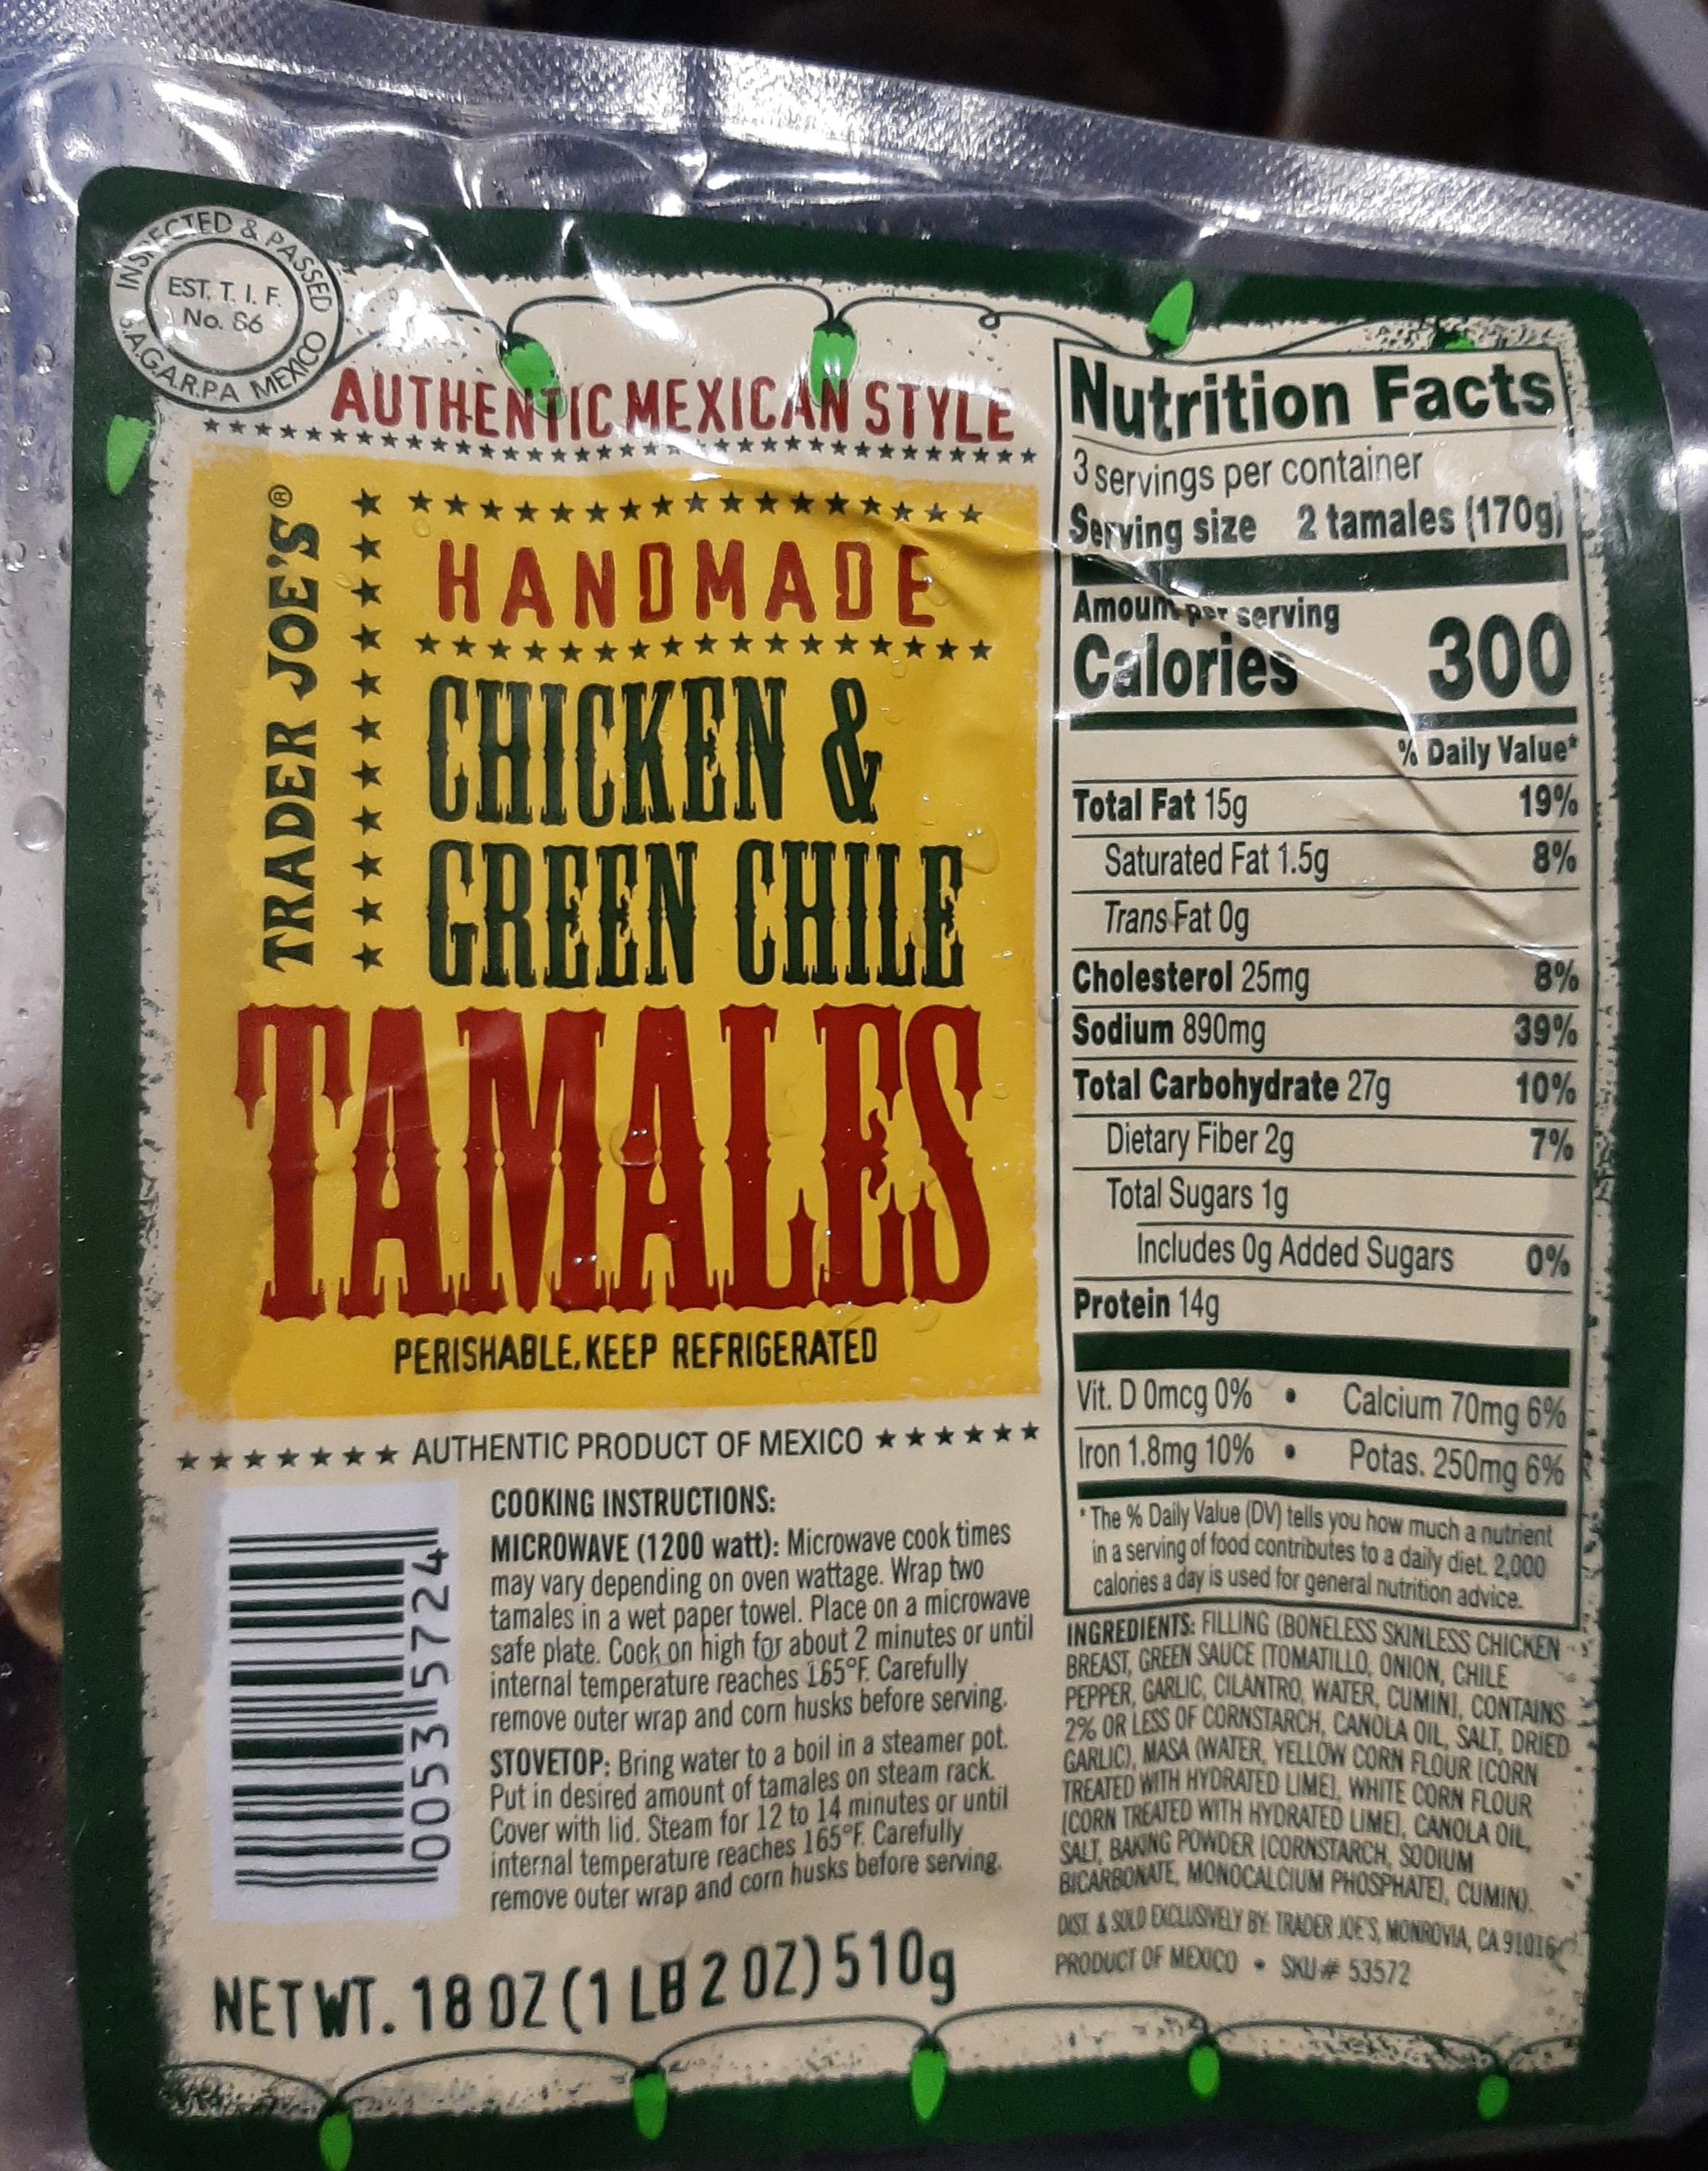 INSPECTED & PASSED
EST. T. I. F.
No. 86
S.A.G.A.R.P.A MEXICO
AUTHENTIC MEXICAN STYLE
TRADER JOE'S®
HANDMADE
CHICKEN &
GREEN CHILE
TAMALES
PERISHABLE, KEEP REFRIGERATED
AUTHENTIC PRODUCT OF MEXICO
0053 5724
COOKING INSTRUCTIONS:
MICROWAVE (1200 watt): Microwave cook times
may vary depending on oven wattage. Wrap two
tamales in a wet paper towel. Place on a microwave
safe plate. Cook on high for about 2 minutes or until
internal temperature reaches 165°F. Carefully
remove outer wrap and corn husks before serving.
STOVETOP: Bring water to a boil in a steamer pot.
Put in desired amount of tamales on steam rack.
Cover with lid. Steam for 12 to 14 minutes or until
internal temperature reaches 165°F. Carefully
remove outer wrap and corn husks before serving.
NET WT. 18 OZ (1 LB 2 OZ) 510g
Nutrition Facts
3 servings per container
Serving size 2 tamales (170g)
Amount per serving
Calories 300
% Daily Value*
Total Fat 15g 19%
Saturated Fat 1.5g 8%
Trans Fat 0g
Cholesterol 25mg 8%
Sodium 890mg 39%
Total Carbohydrate 27g 10%
Dietary Fiber 2g 7%
Total Sugars 1g
Includes 0g Added Sugars 0%
Protein 14g
Vit. D 0mcg 0% • Calcium 70mg 6%
Iron 1.8mg 10% • Potas. 250mg 6%
* The % Daily Value (DV) tells you how much a nutrient
in a serving of food contributes to a daily diet. 2,000
calories a day is used for general nutrition advice.
INGREDIENTS: FILLING (BONELESS SKINLESS CHICKEN
BREAST, GREEN SAUCE [TOMATILLO, ONION, CHILE
PEPPER, GARLIC, CILANTRO, WATER, CUMIN], CONTAINS
2% OR LESS OF CORNSTARCH, CANOLA OIL, SALT, DRIED
GARLIC), MASA (WATER, YELLOW CORN FLOUR [CORN
TREATED WITH HYDRATED LIME], WHITE CORN FLOUR
[CORN TREATED WITH HYDRATED LIME], CANOLA OIL,
SALT, BAKING POWDER [CORNSTARCH, SODIUM
BICARBONATE, MONOCALCIUM PHOSPHATE], CUMIN).
DIST. & SOLD EXCLUSIVELY BY: TRADER JOE'S, MONROVIA, CA 91016
PRODUCT OF MEXICO • SKU# 53572